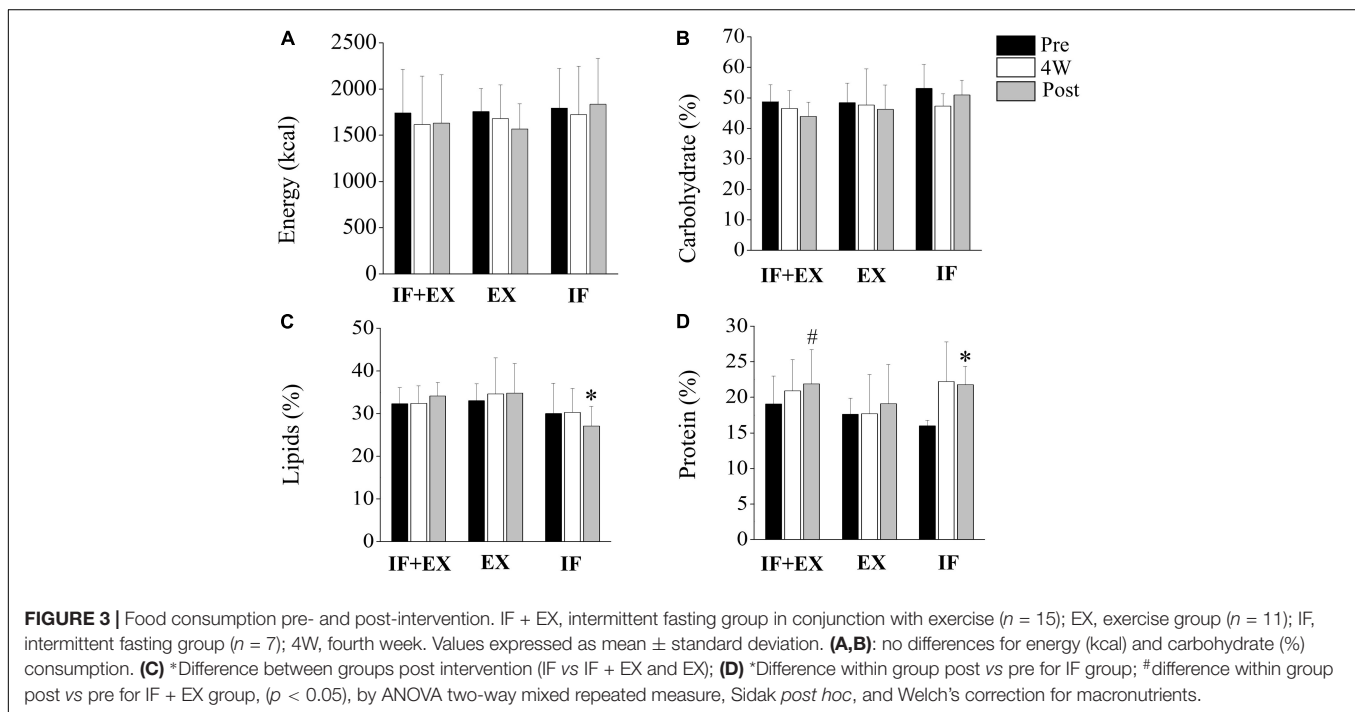 A
B
2500
2000
1500
1000
500
0
Energy (kcal)
IF+EX EX IF
70
60
50
40
30
20
10
0
Carbohydrate (%)
IF+EX EX IF
Pre
4W
Post
C
D
50
40
30
20
10
0
Lipids (%)
*
IF+EX EX IF
30
25
20
15
10
5
0
Protein (%)
#
*
IF+EX EX IF
FIGURE 3 | Food consumption pre- and post-intervention. IF + EX, intermittent fasting group in conjunction with exercise (n = 15); EX, exercise group (n = 11); IF,
intermittent fasting group (n = 7); 4W, fourth week. Values expressed as mean ± standard deviation. (A,B): no differences for energy (kcal) and carbohydrate (%)
consumption. (C) *Difference between groups post intervention (IF vs IF + EX and EX); (D) *Difference within group post vs pre for IF group; #difference within group
post vs pre for IF + EX group, (p < 0.05), by ANOVA two-way mixed repeated measure, Sidak post hoc, and Welch's correction for macronutrients.